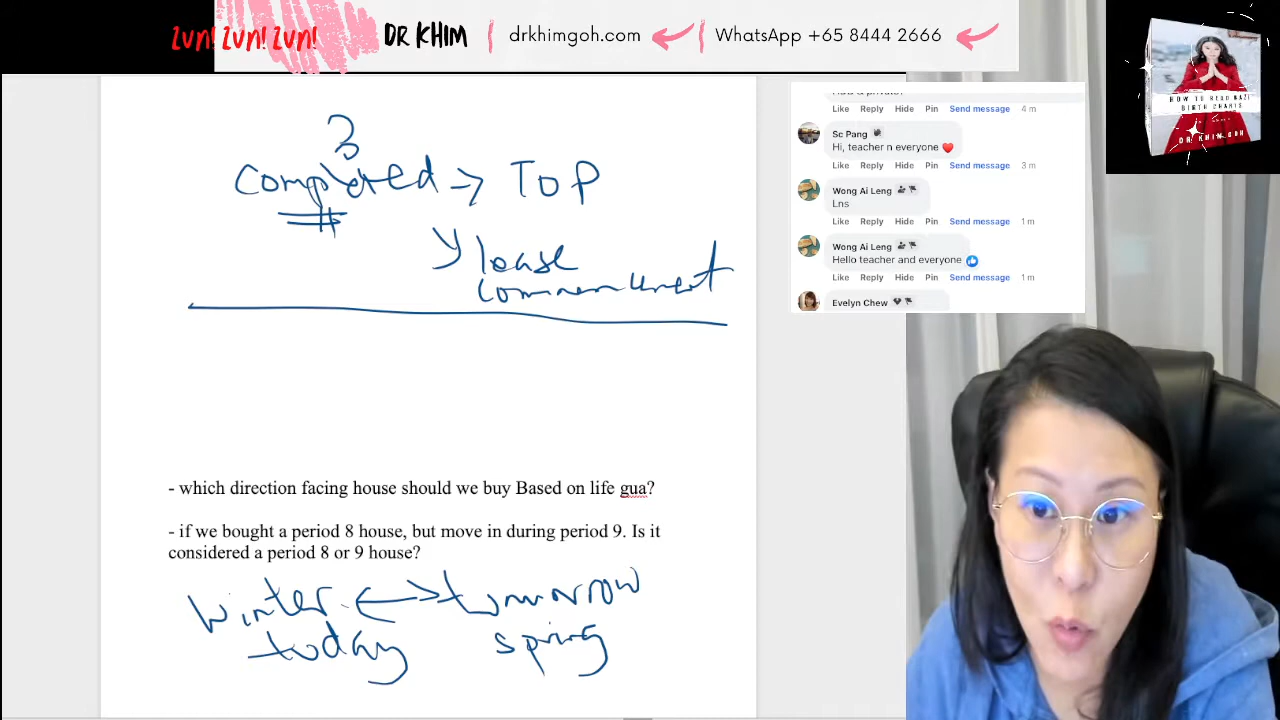 zun! zun! zun!
DR KHIM
drkhimgoh.com
WhatsApp +65 8444 2666
HOW TO READ BAZI
BIRTH CHARTS
DR KHIM GOH
3
completed → TOP
lease
commencement
- which direction facing house should we buy Based on life gua?
- if we bought a period 8 house, but move in during period 9. Is it
considered a period 8 or 9 house?
Winter ↔ tomorrow
today spring
Like Reply Hide Pin Send message 4 m
Sc Pang
Hi, teacher n everyone ❤️
Like Reply Hide Pin Send message 3 m
Wong Ai Leng
Lns
Like Reply Hide Pin Send message 1 m
Wong Ai Leng
Hello teacher and everyone 👍
Like Reply Hide Pin Send message 1 m
Evelyn Chew